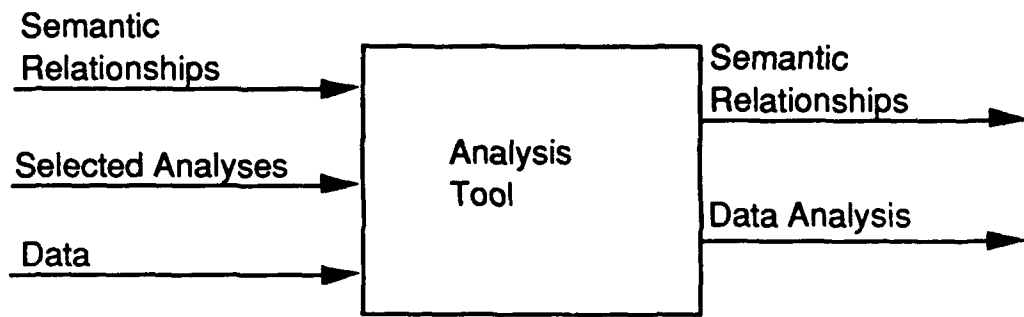 Semantic
Relationships
Selected Analyses
Data
Analysis
Tool
Semantic
Relationships
Data Analysis